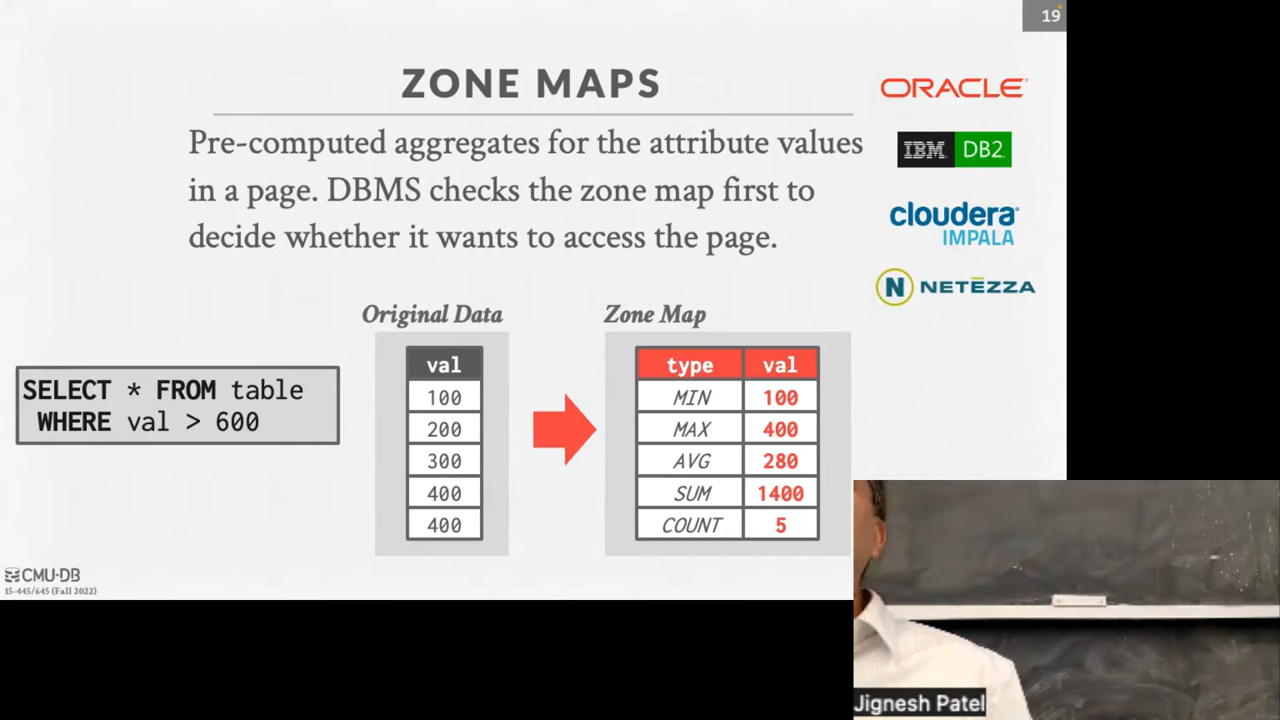 19
ZONE MAPS
Pre-computed aggregates for the attribute values
in a page. DBMS checks the zone map first to
decide whether it wants to access the page.
ORACLE
IBM DB2
cloudera
IMPALA
N NETEZZA
SELECT * FROM table
WHERE val > 600
Original Data
val
100
200
300
400
400
Zone Map
type val
MIN 100
MAX 400
AVG 280
SUM 1400
COUNT 5
CMU·DB
15-445/645 (Fall 2022)
Jignesh Patel